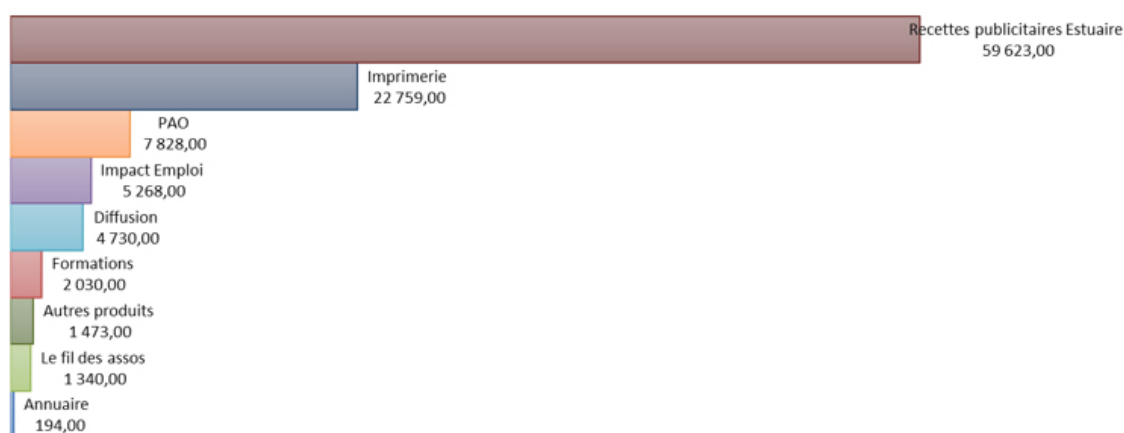 Recettes publicitaires Estuaire
59 623,00
Imprimerie
22 759,00
PAO
7 828,00
Impact Emploi
5 268,00
Diffusion
4 730,00
Formations
2 030,00
Autres produits
1 473,00
Le fil des assos
1 340,00
Annuaire
194,00